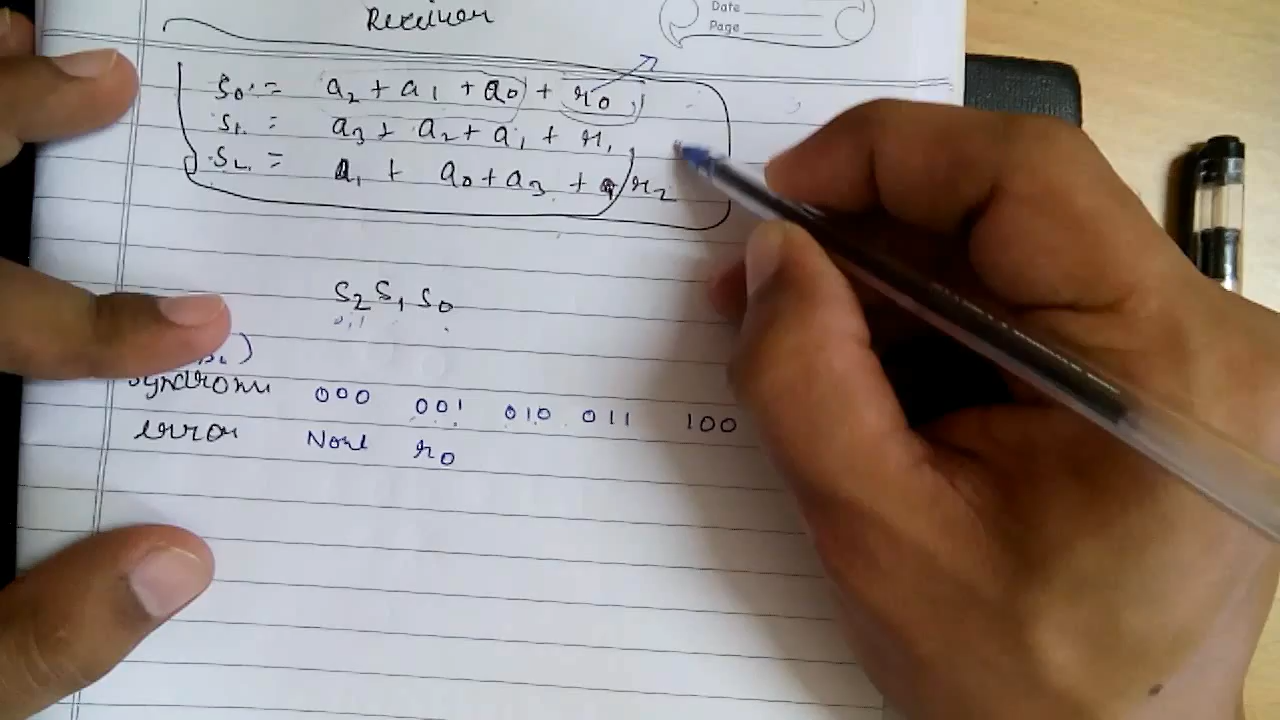 Receiver
Date
Page
s0 = a2 + a1 + a0 + r0
s1 = a3 + a2 + a1 + r1
s2 = a1 + a0 + a3 + r2
s2 s1 s0
syndrome 000 001 010 011 100
error None r0